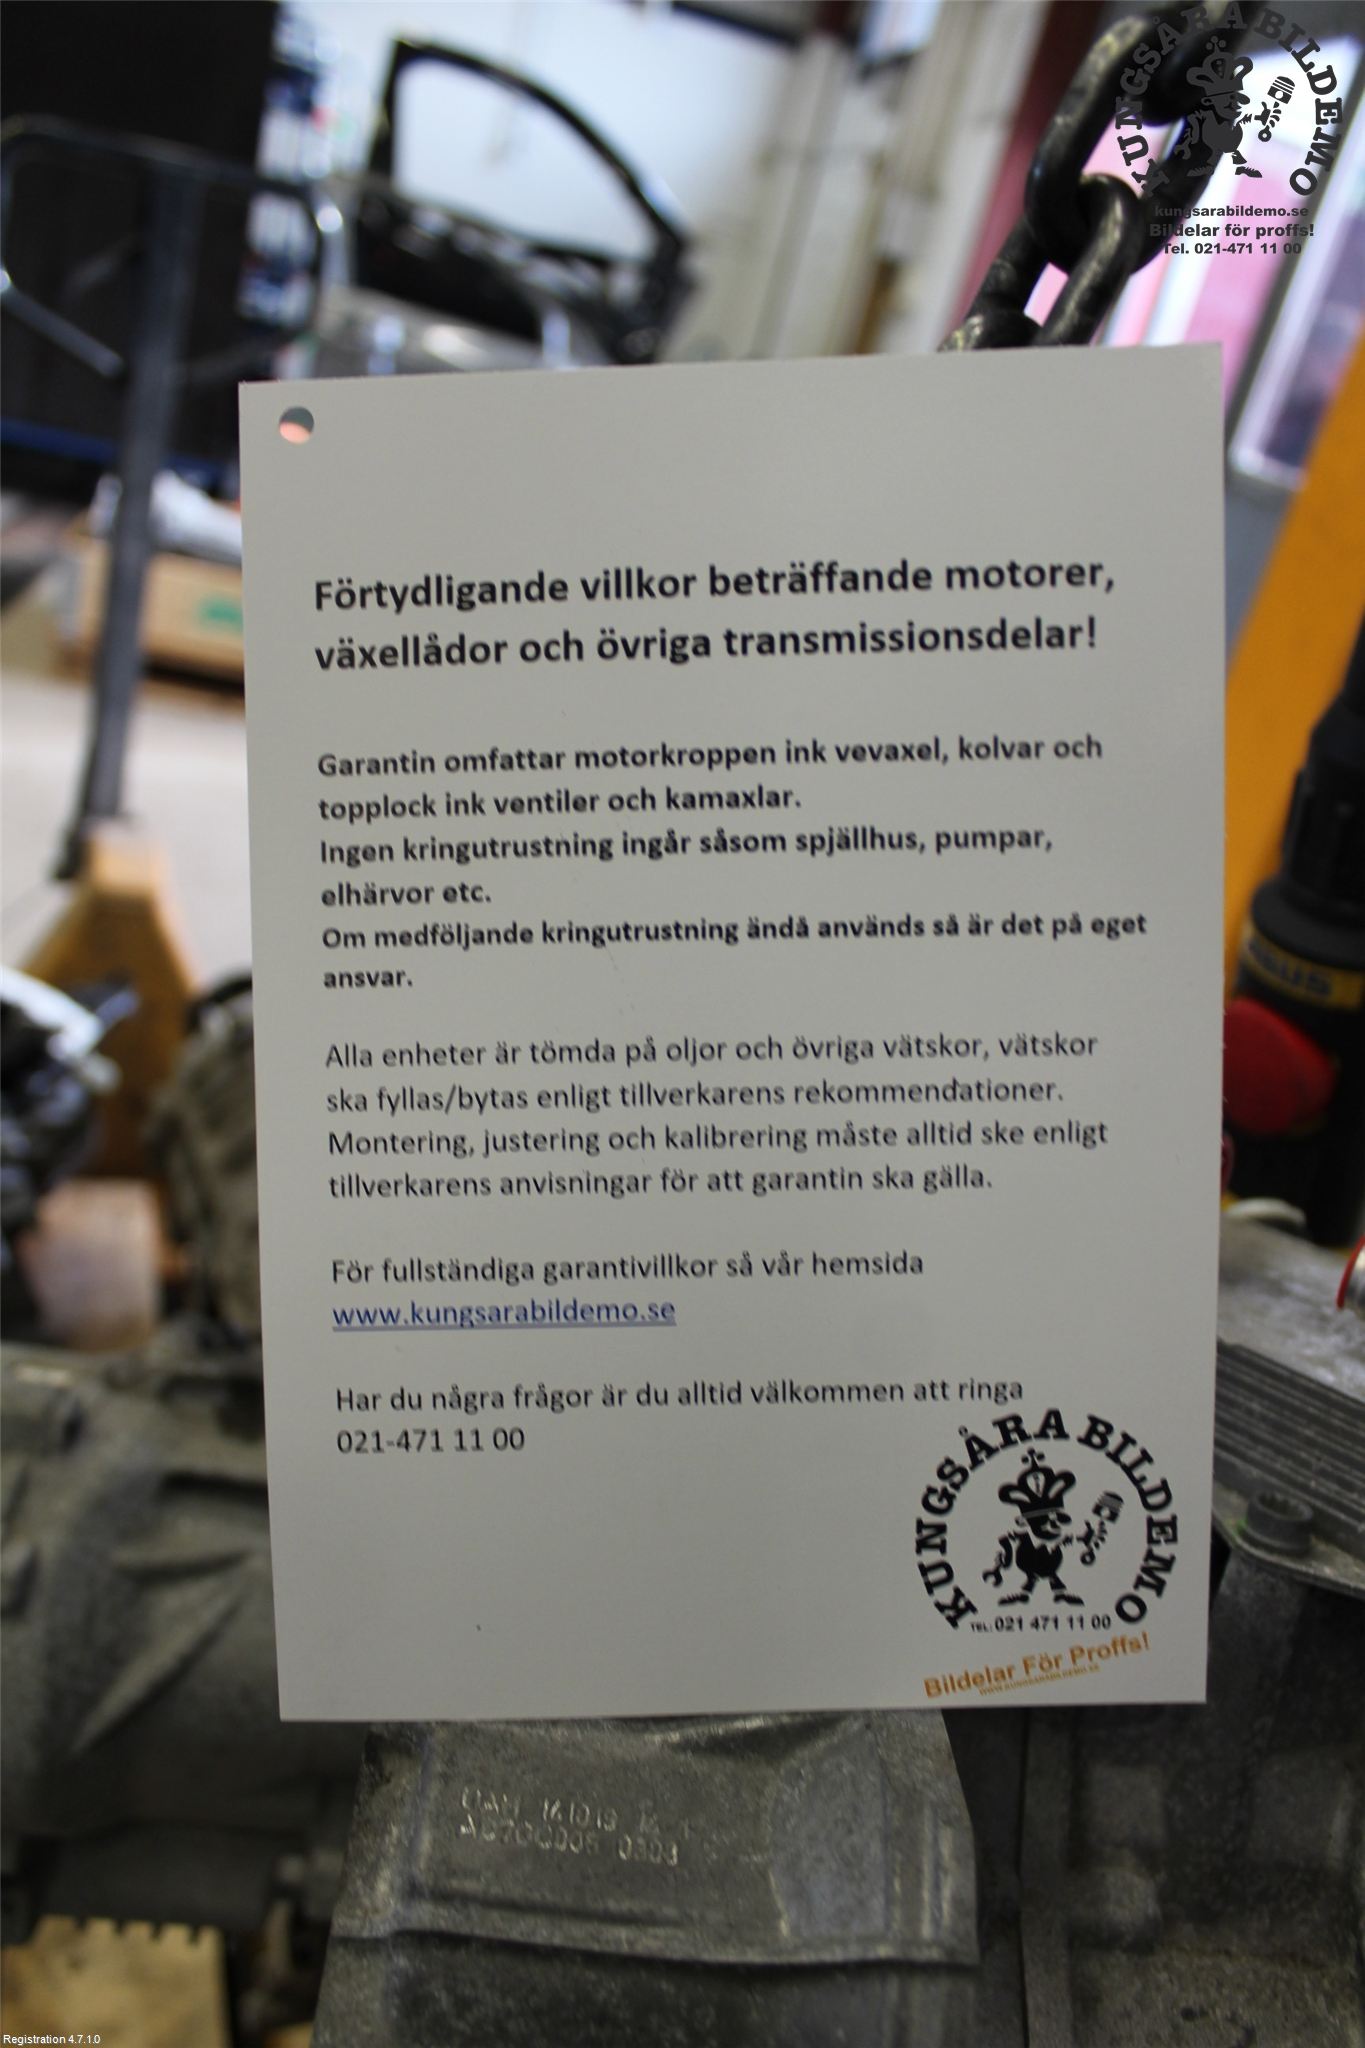 KUNGSÅRA BILDEMO
kungsarabildemo.se
Bildelar för proffs!
Tel. 021-471 11 00
Förtydligande villkor beträffande motorer,
växellådor och övriga transmissionsdelar!
Garantin omfattar motorkroppen ink vevaxel, kolvar och
topplock ink ventiler och kamaxlar.
Ingen kringutrustning ingår såsom spjällhus, pumpar,
elhärvor etc.
Om medföljande kringutrustning ändå används så är det på eget
ansvar.
Alla enheter är tömda på oljor och övriga vätskor, vätskor
ska fyllas/bytas enligt tillverkarens rekommendationer.
Montering, justering och kalibrering måste alltid ske enligt
tillverkarens anvisningar för att garantin ska gälla.
För fullständiga garantivillkor så vår hemsida
www.kungsarabildemo.se
Har du några frågor är du alltid välkommen att ringa
021-471 11 00
KUNGSÅRA BILDEMO
TEL: 021 471 11 00
Bildelar För Proffs!
WWW.KUNGSARABILDEMO.SE
Registration 4.7.1.0